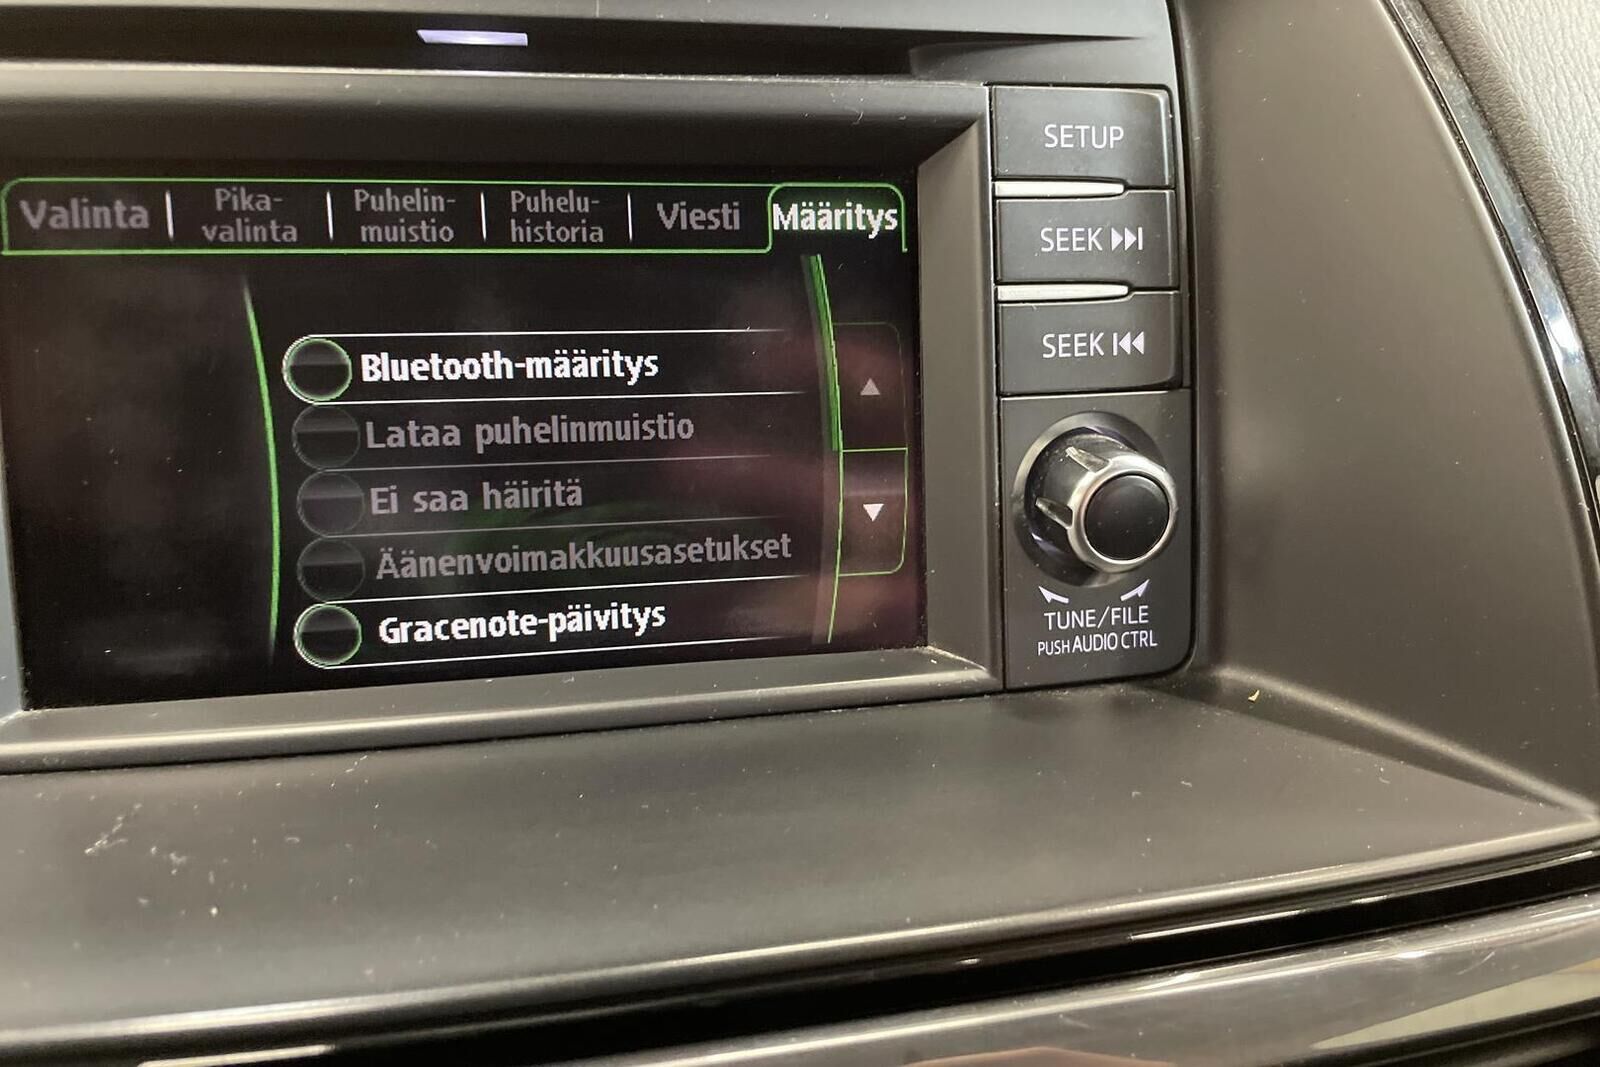 SETUP
Valinta
Pika-
valinta
Puhelin-
muistio
Puhelu-
historia
Viesti
Määritys
SEEK
Bluetooth-määritys
SEEK
Lataa puhelinmuistio
Ei saa häiritä
Äänenvoimakkuusasetukset
Gracenote-päivitys
TUNE/FILE
PUSH AUDIO CTRL